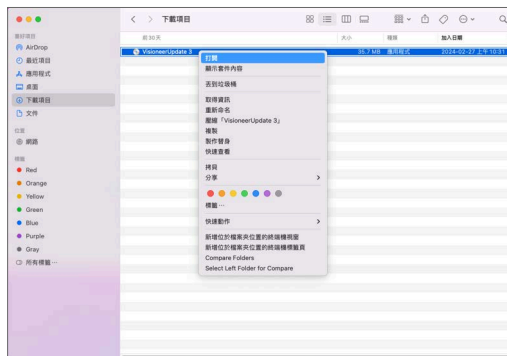 下載項目
前30天
大小
種類
加入日期
最好項目
AirDrop
最近項目
應用程式
桌面
下載項目
文件
位置
網路
標籤
Red
Orange
Yellow
Green
Blue
Purple
Gray
所有標籤…
VisioneerUpdate 3
35.7 MB
應用程式
2024-02-27 上午10:31
打開
顯示套件內容
丟到垃圾桶
取得資訊
重新命名
壓縮「VisioneerUpdate 3」
複製
製作替身
快速查看
拷貝
分享
標籤…
快速動作
新增位於檔案夾位置的終端機視窗
新增位於檔案夾位置的終端機標籤頁
Compare Folders
Select Left Folder for Compare